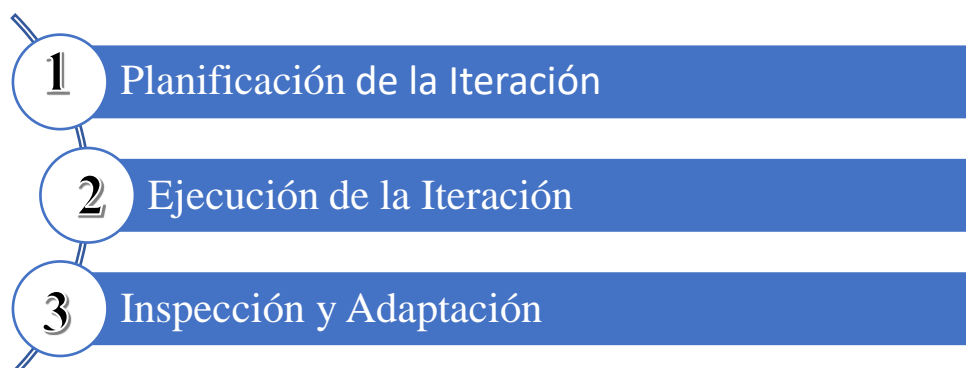 1 Planificación de la Iteración
2 Ejecución de la Iteración
3 Inspección y Adaptación